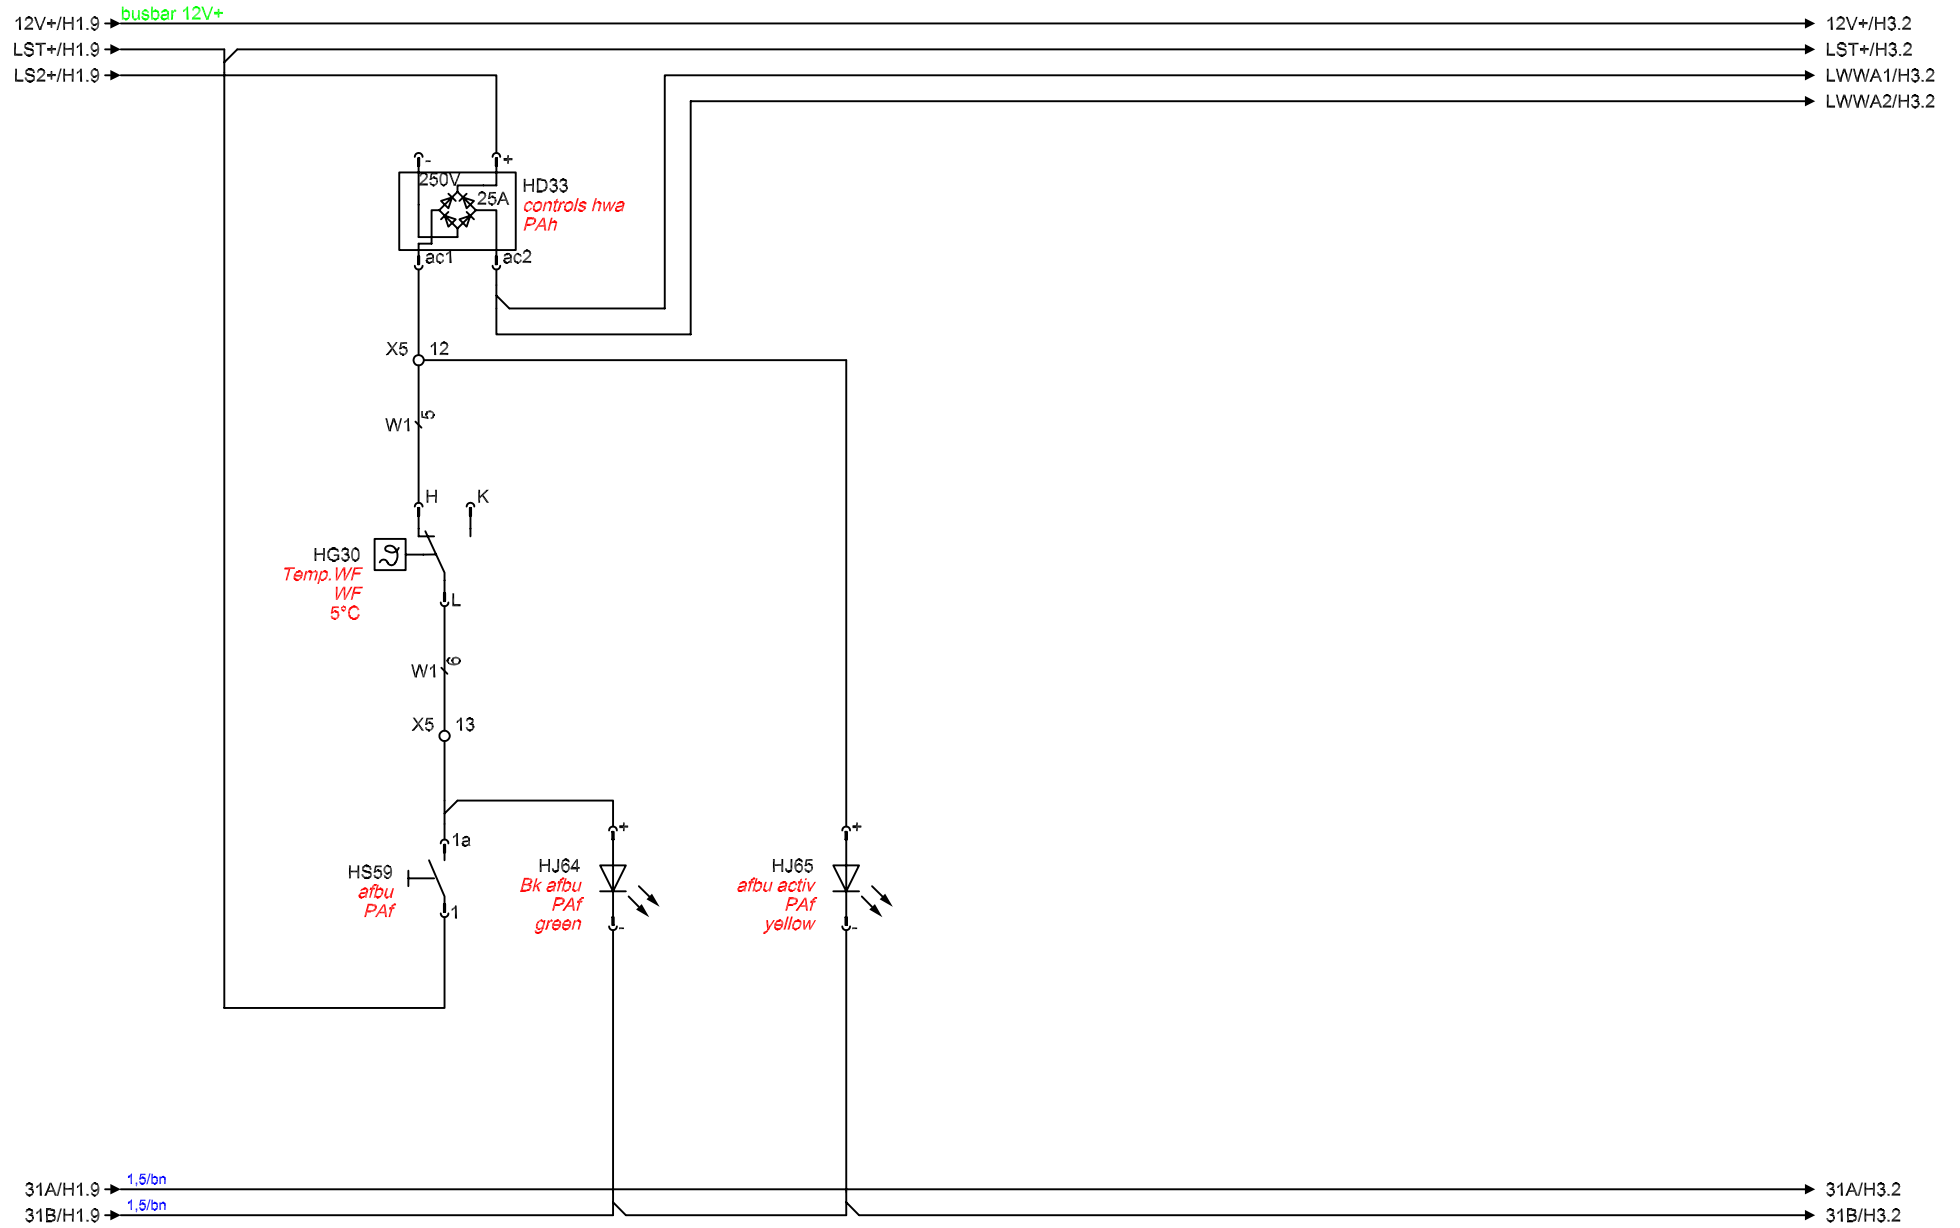 busbar 12V+
12V+/H1.9
12V+/H3.2
LST+/H1.9
LST+/H3.2
LS2+/H1.9
LWWA1/H3.2
LWWA2/H3.2
- +
250V
25A
HD33
controls hwa
PAh
ac1 ac2
X5 12
W1 5
H K
HG30
Temp.WF
WF
5°C
L
W1 6
X5 13
1a
HS59
afbu
PAf
1
+
HJ64
Bk afbu
PAf
green
-
+
HJ65
afbu activ
PAf
yellow
-
1,5/bn
31A/H1.9
31A/H3.2
1,5/bn
31B/H1.9
31B/H3.2